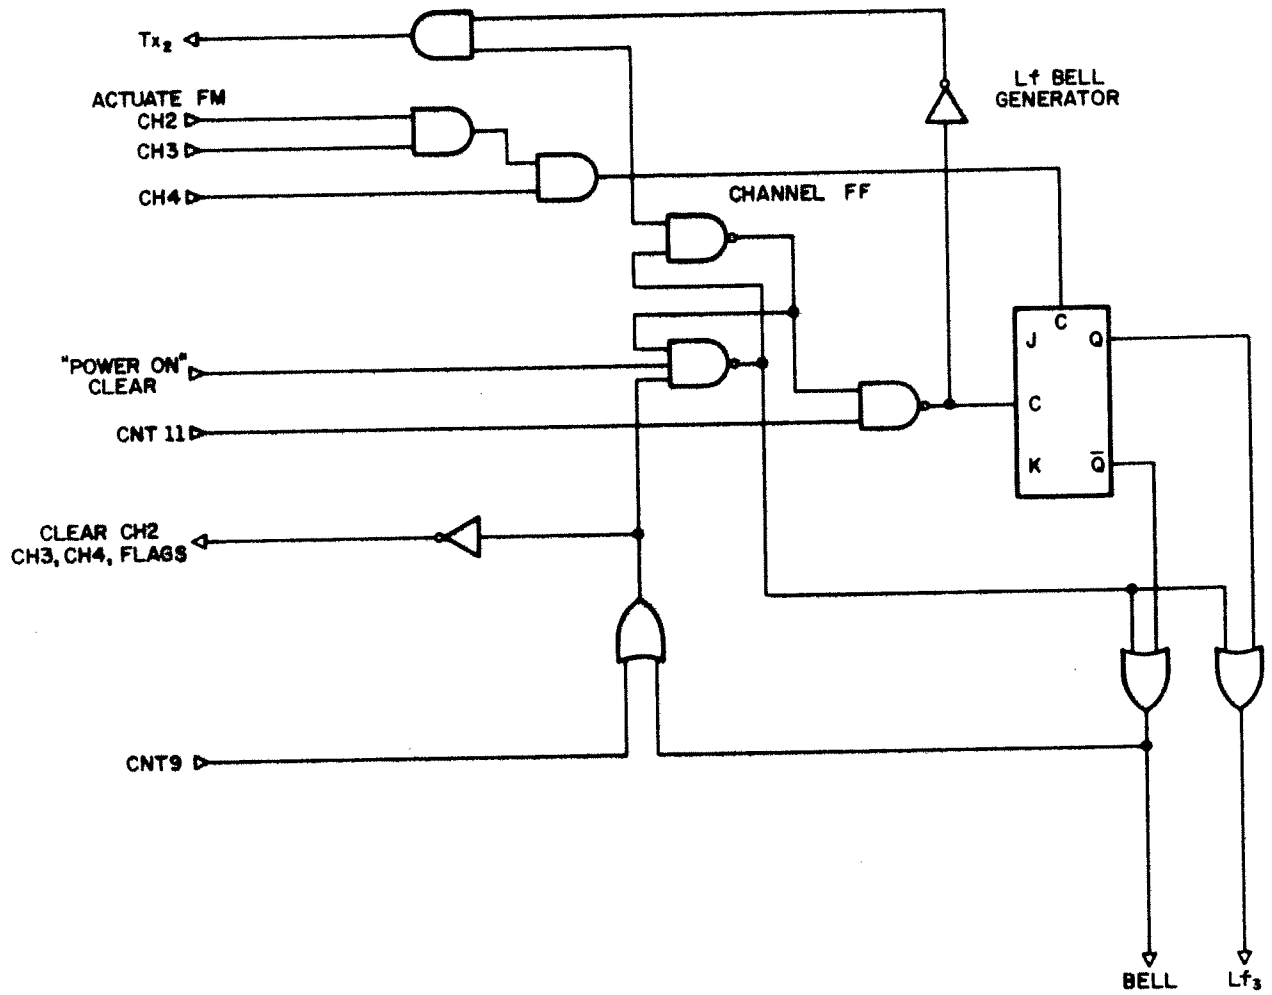 Tx2
Lf BELL
GENERATOR
ACTUATE FM
CH2
CH3
CH4
CHANNEL FF
C
J
Q
"POWER ON"
CLEAR
C
CNT 11
K
Q̅
CLEAR CH2
CH3, CH4, FLAGS
CNT9
BELL
Lf3